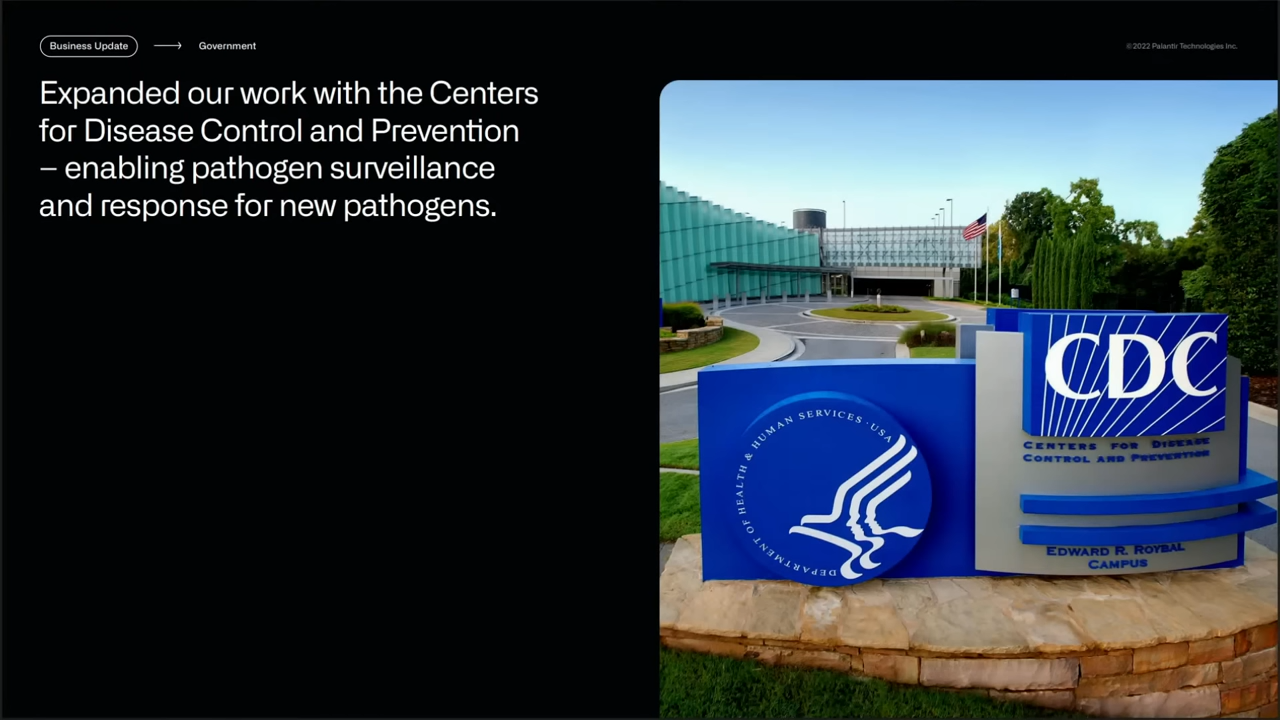 Business Update → Government
©2022 Palantir Technologies Inc.
Expanded our work with the Centers
for Disease Control and Prevention
– enabling pathogen surveillance
and response for new pathogens.
CDC
CENTERS FOR DISEASE
CONTROL AND PREVENTION
DEPARTMENT OF HEALTH & HUMAN SERVICES · USA
EDWARD R. ROYBAL
CAMPUS